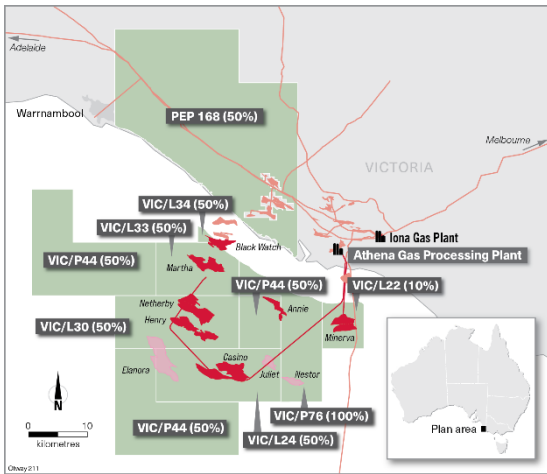 Adelaide
Warrnambool
PEP 168 (50%)
Melbourne
VICTORIA
VIC/L34 (50%)
VIC/L33 (50%)
VIC/P44 (50%)
Black Watch
Iona Gas Plant
Athena Gas Processing Plant
Martha
VIC/P44 (50%)
VIC/L22 (10%)
Netherby
Annie
VIC/L30 (50%)
Henry
Minerva
Elanora
Casino
Juliet
Nestor
N
VIC/P76 (100%)
0 10
kilometres
VIC/P44 (50%)
VIC/L24 (50%)
Plan area
Otway 211